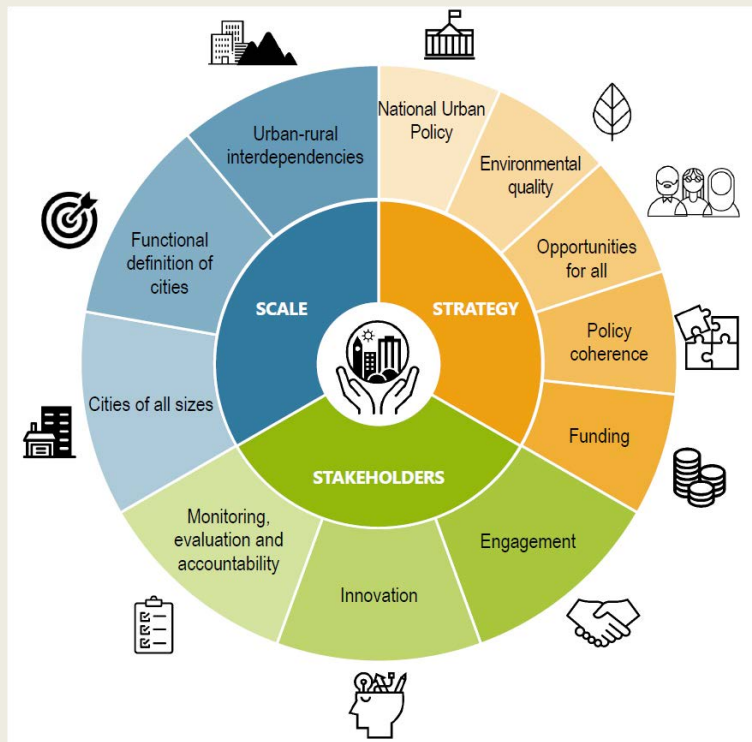 National Urban
Policy
Environmental
quality
Opportunities
for all
Policy
coherence
Funding
Engagement
Innovation
Monitoring,
evaluation and
accountability
Cities of all sizes
Functional
definition of
cities
Urban-rural
interdependencies
SCALE
STRATEGY
STAKEHOLDERS